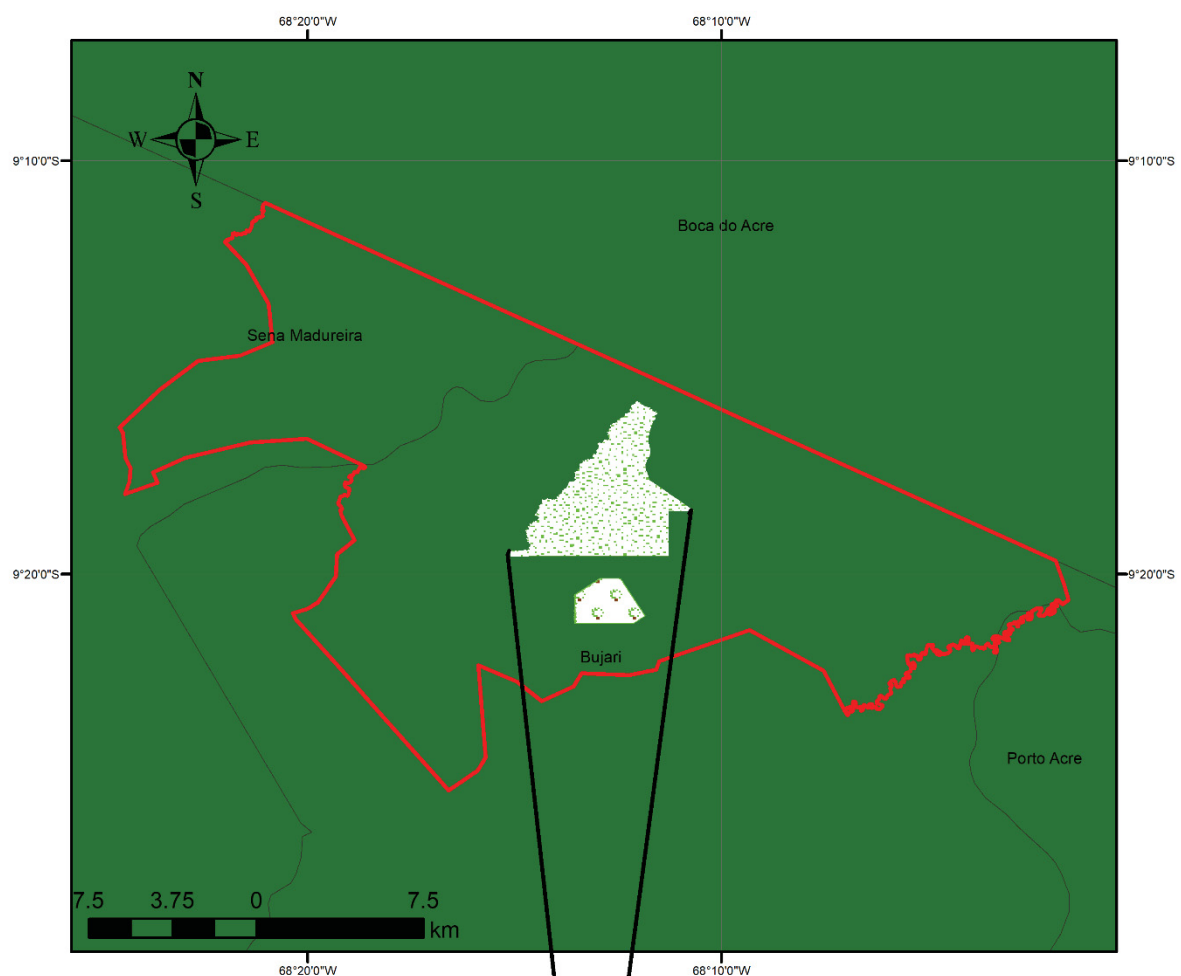 68°20'0"W 68°10'0"W
N
W E
S
9°10'0"S 9°10'0"S
Boca do Acre
Sena Madureira
9°20'0"S 9°20'0"S
Bujari
Porto Acre
7.5 3.75 0 7.5
km
68°20'0"W 68°10'0"W